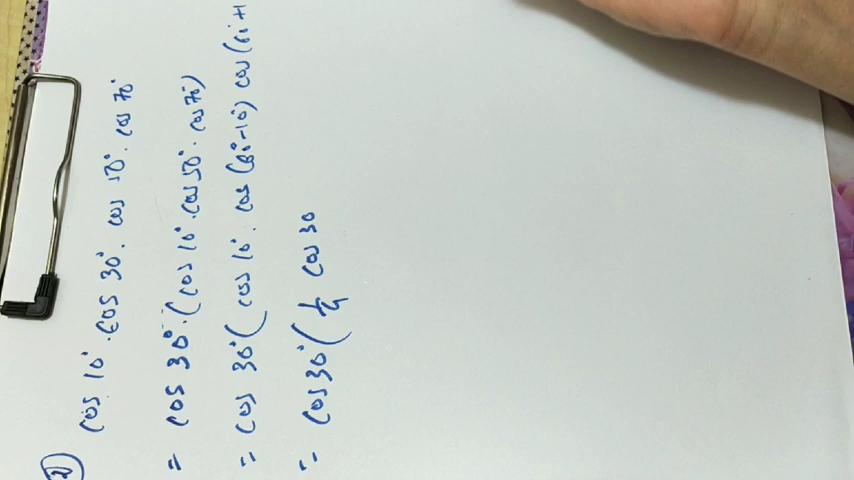 2) cos 10° . cos 30° . cos 50° . cos 70°
= cos 30° . (cos 10° . cos 50° . cos 70°)
= cos 30° ( cos 10° . cos (60° - 10°) cos (60 + 1
= cos 30° ( 1/4 cos 30